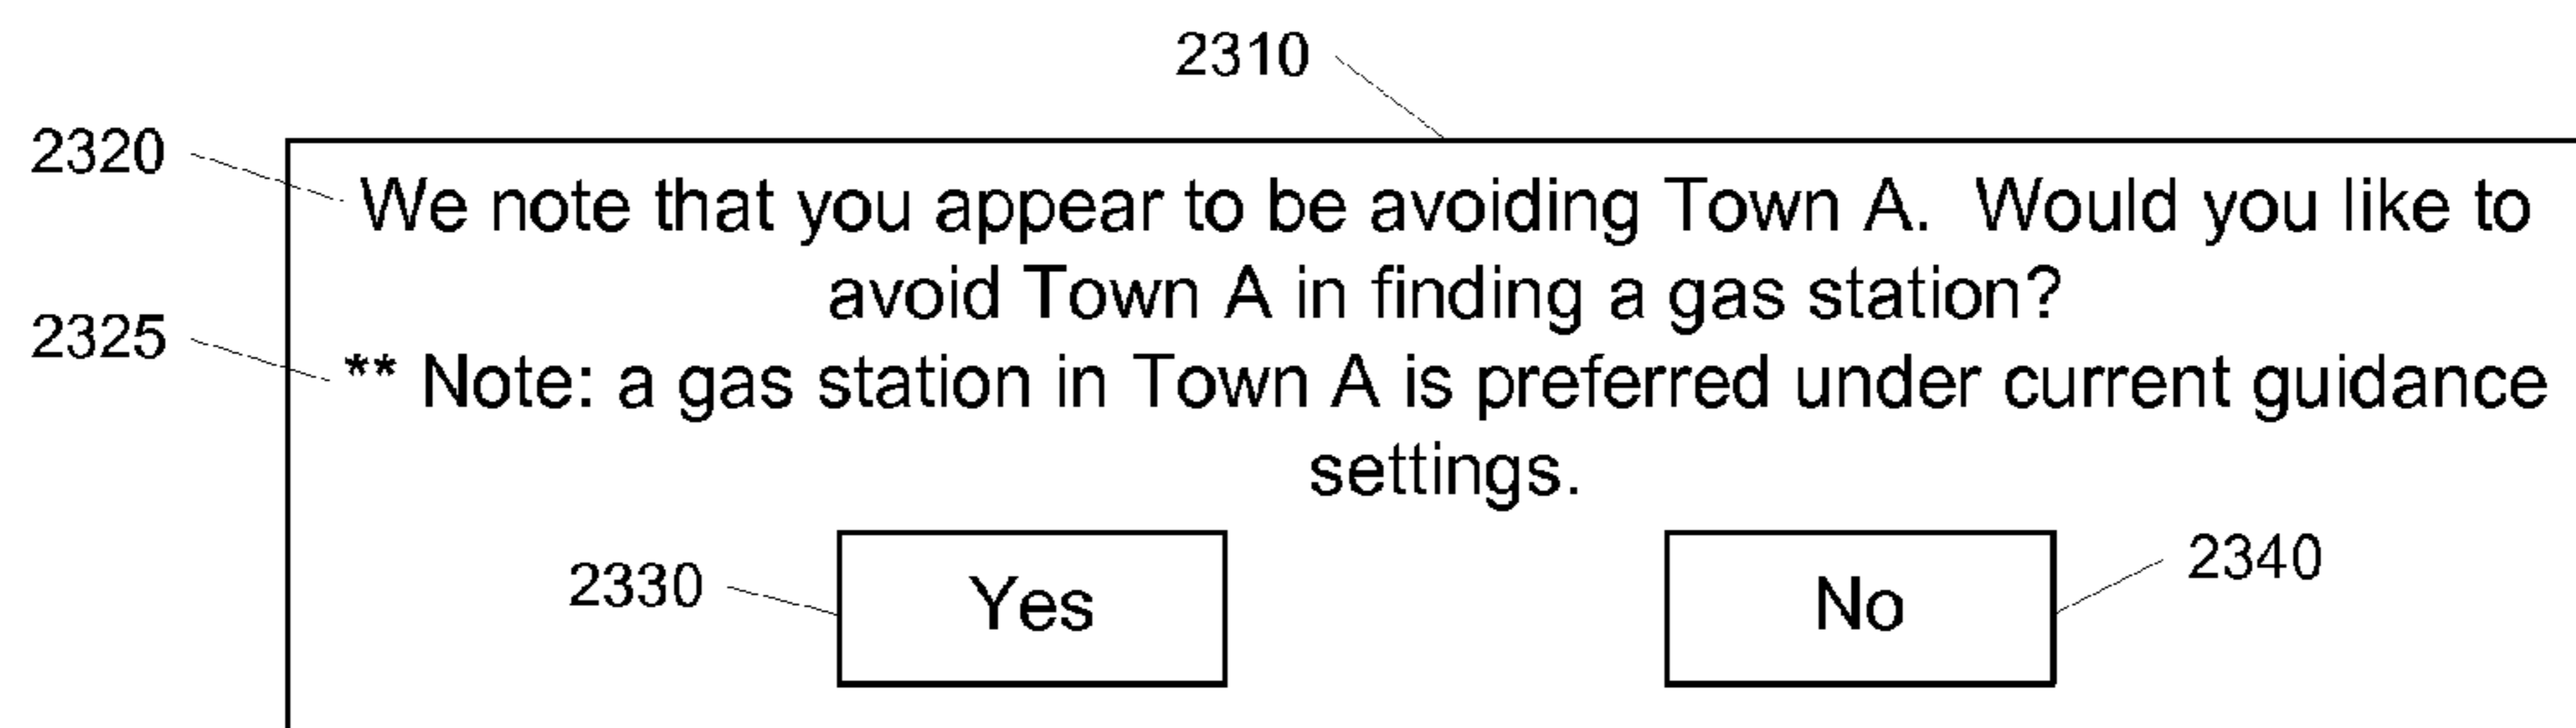 2310
2320
We note that you appear to be avoiding Town A.  Would you like to
avoid Town A in finding a gas station?
2325
** Note: a gas station in Town A is preferred under current guidance
settings.
2330
Yes
No
2340